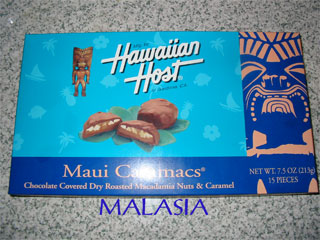 Hawaiian
Host®
Maui Caramacs®
Chocolate Covered Dry Roasted Macadamia Nuts & Caramel
NET WT. 7.5 OZ (213g)
15 PIECES
MALASIA